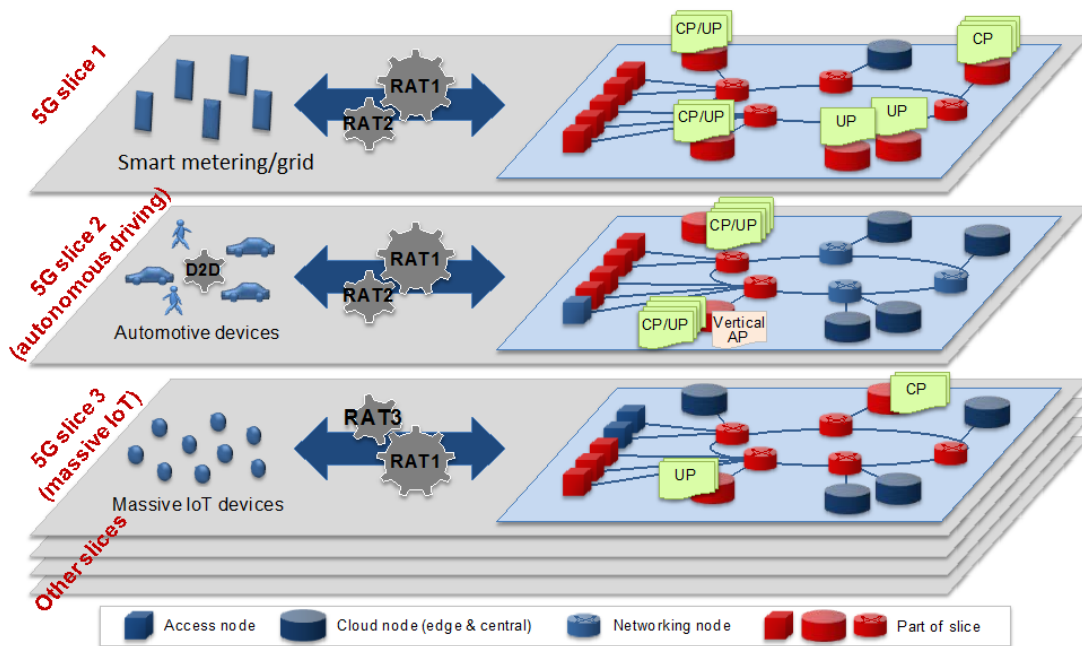 5G slice 1
Smart metering/grid
RAT1
RAT2
CP/UP
CP
CP/UP
UP
UP
5G slice 2
(autonomous driving)
D2D
Automotive devices
RAT1
RAT2
CP/UP
CP/UP
Vertical
AP
5G slice 3
(massive IoT)
Massive IoT devices
RAT3
RAT1
CP
UP
Other slices
Access node
Cloud node (edge & central)
Networking node
Part of slice